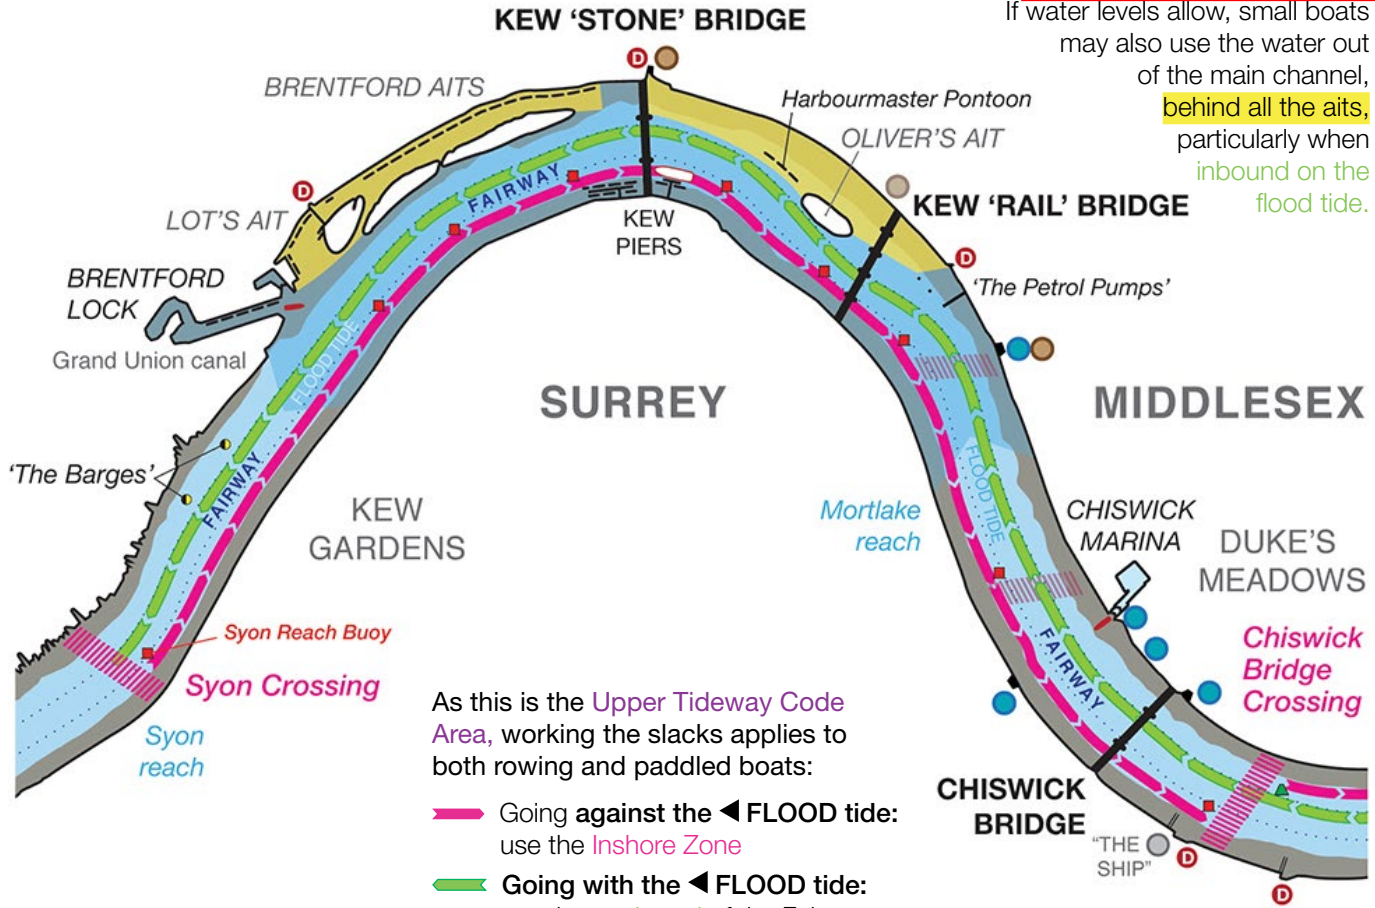 KEW ‘STONE’ BRIDGE
If water levels allow, small boats
may also use the water out
of the main channel,
behind all the aits,
particularly when
inbound on the
flood tide.
D
BRENTFORD AITS
Harbourmaster Pontoon
OLIVER’S AIT
D
LOT’S AIT
FAIRWAY
KEW
PIERS
KEW ‘RAIL’ BRIDGE
D
BRENTFORD
LOCK
‘The Petrol Pumps’
Grand Union canal
FLOOD TIDE
SURREY
MIDDLESEX
‘The Barges’
FAIRWAY
KEW
GARDENS
FLOOD TIDE
Mortlake
reach
CHISWICK
MARINA
DUKE’S
MEADOWS
Syon Reach Buoy
Syon Crossing
Syon
reach
FAIRWAY
Chiswick
Bridge
Crossing
As this is the Upper Tideway Code
Area, working the slacks applies to
both rowing and paddled boats:
Going against the ◀ FLOOD tide:
use the Inshore Zone
Going with the ◀ FLOOD tide:
CHISWICK
BRIDGE
“THE
SHIP”
D
D